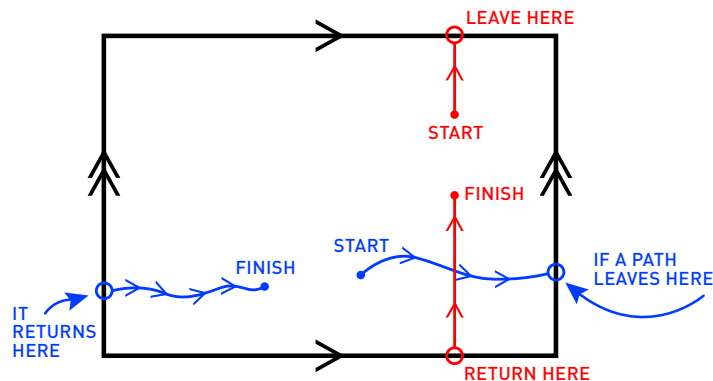 LEAVE HERE
START
FINISH
START
FINISH
IF A PATH
LEAVES HERE
IT
RETURNS
HERE
RETURN HERE